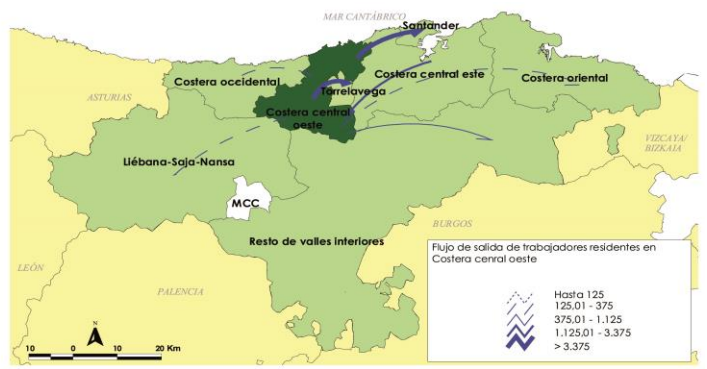 MAR CANTÁBRICO
Santander
Costera occidental
Costera central este
Costera oriental
Torrelavega
ASTURIAS
Costera central
oeste
VIZCAYA/
BIZKAIA
Liébana-Saja-Nansa
MCC
BURGOS
Resto de valles interiores
LEÓN
PALENCIA
Flujo de salida de trabajadores residentes en
Costera cenral oeste
Hasta 125
125,01 - 375
375,01 - 1.125
1.125,01 - 3.375
> 3.375
N
10 0 10 20 Km